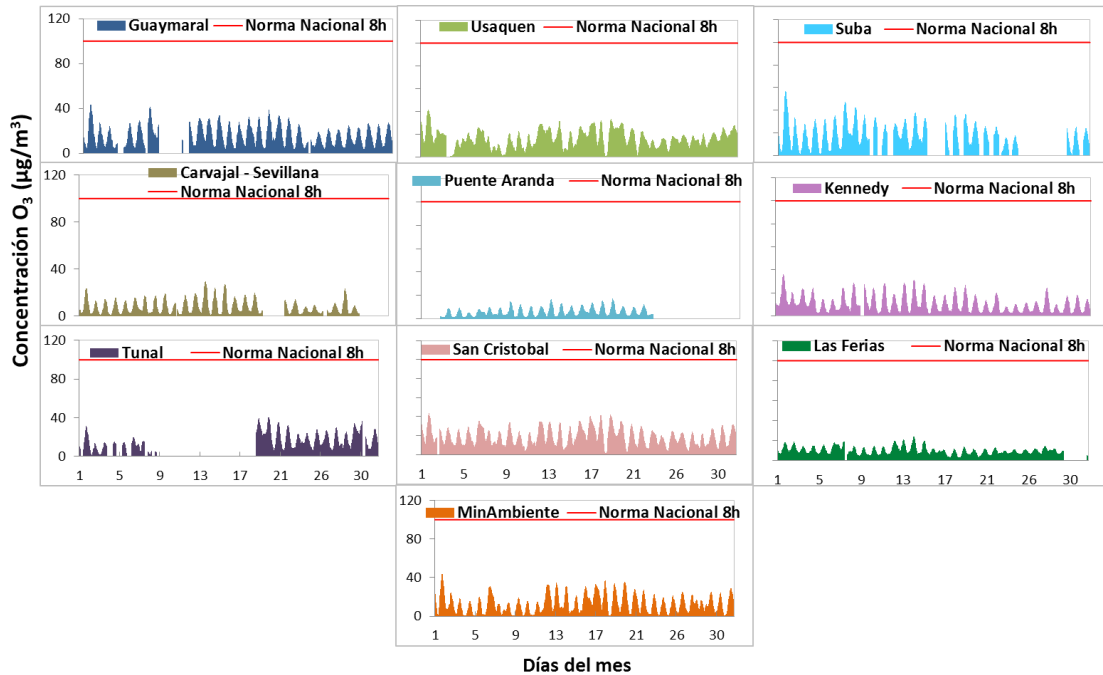 Concentración O₃ (µg/m³)
Guaymaral Norma Nacional 8h
120
80
40
0
Usaquen Norma Nacional 8h
Suba Norma Nacional 8h
Carvajal - Sevillana
Norma Nacional 8h
120
80
40
0
Puente Aranda Norma Nacional 8h
Kennedy Norma Nacional 8h
Tunal Norma Nacional 8h
120
80
40
0
1 5 9 13 17 21 26 30
San Cristobal Norma Nacional 8h
1 5 9 13 17 21 26 30
Las Ferias Norma Nacional 8h
1 5 9 13 17 21 26 30
MinAmbiente Norma Nacional 8h
120
80
40
0
1 5 9 13 17 21 26 30
Días del mes